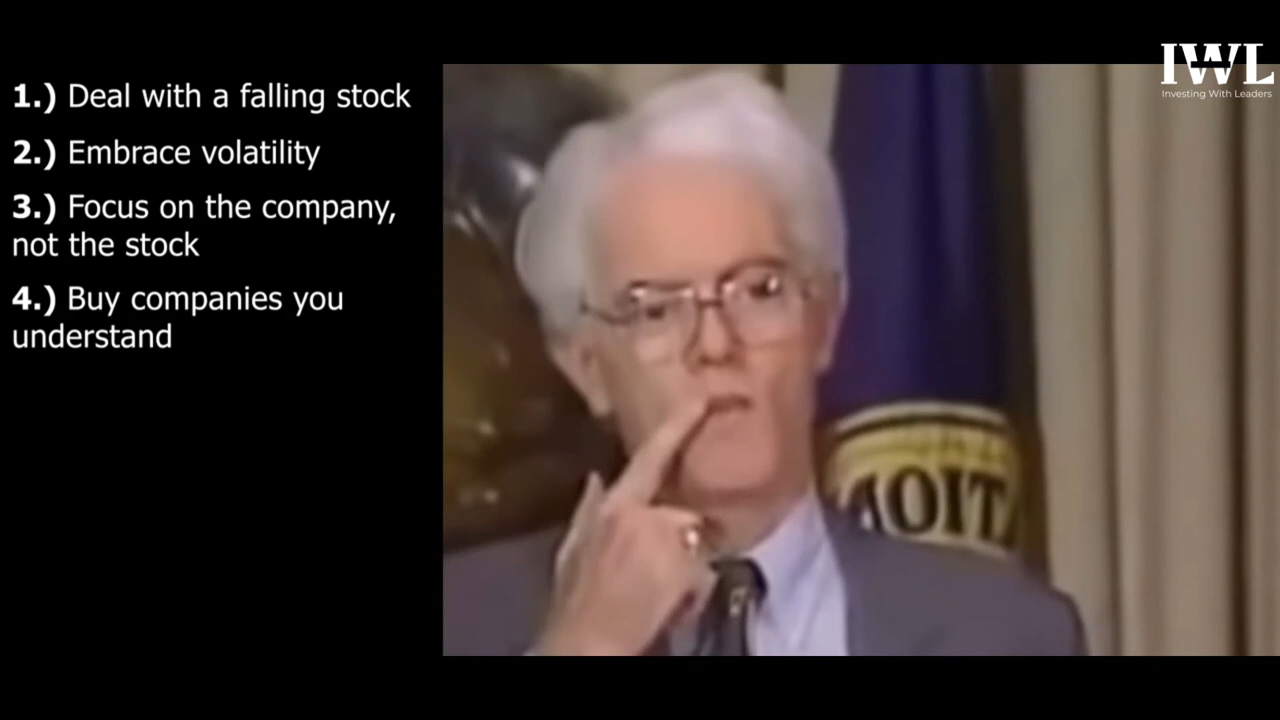 IWL
Investing With Leaders
1.) Deal with a falling stock
2.) Embrace volatility
3.) Focus on the company,
not the stock
4.) Buy companies you
understand